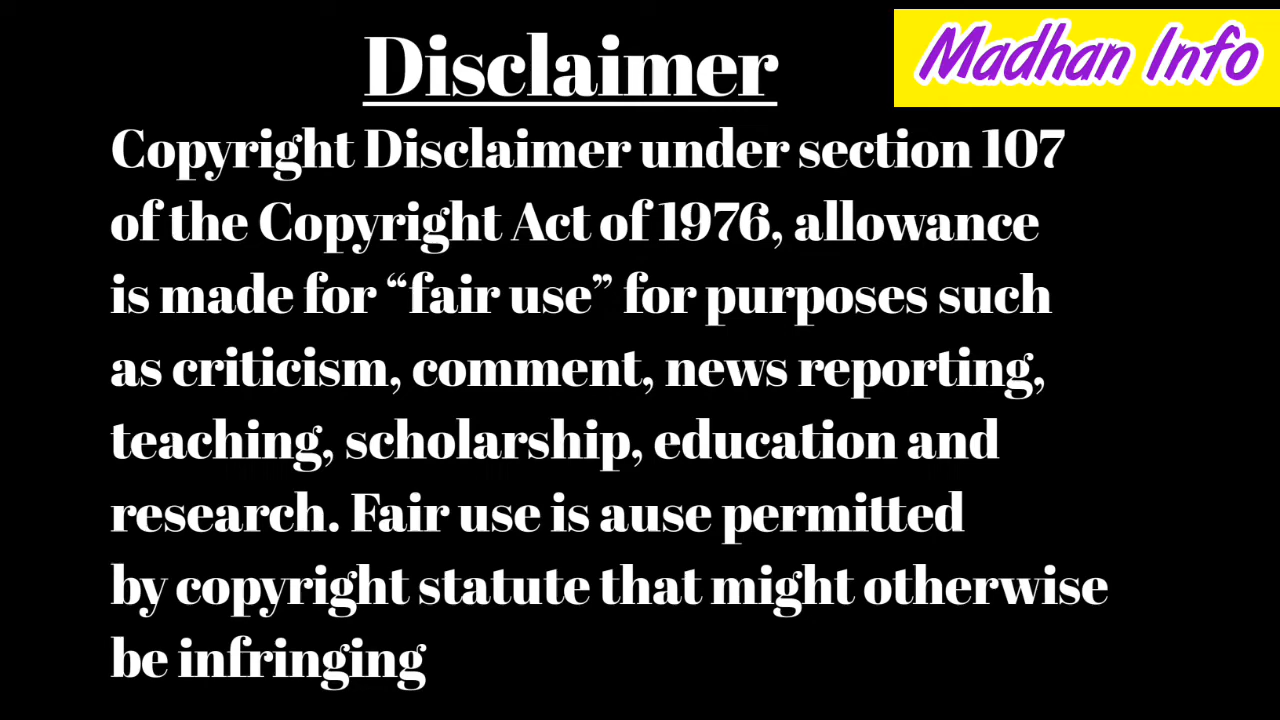 Disclaimer
Madhan Info
Copyright Disclaimer under section 107
of the Copyright Act of 1976, allowance
is made for “fair use” for purposes such
as criticism, comment, news reporting,
teaching, scholarship, education and
research. Fair use is ause permitted
by copyright statute that might otherwise
be infringing